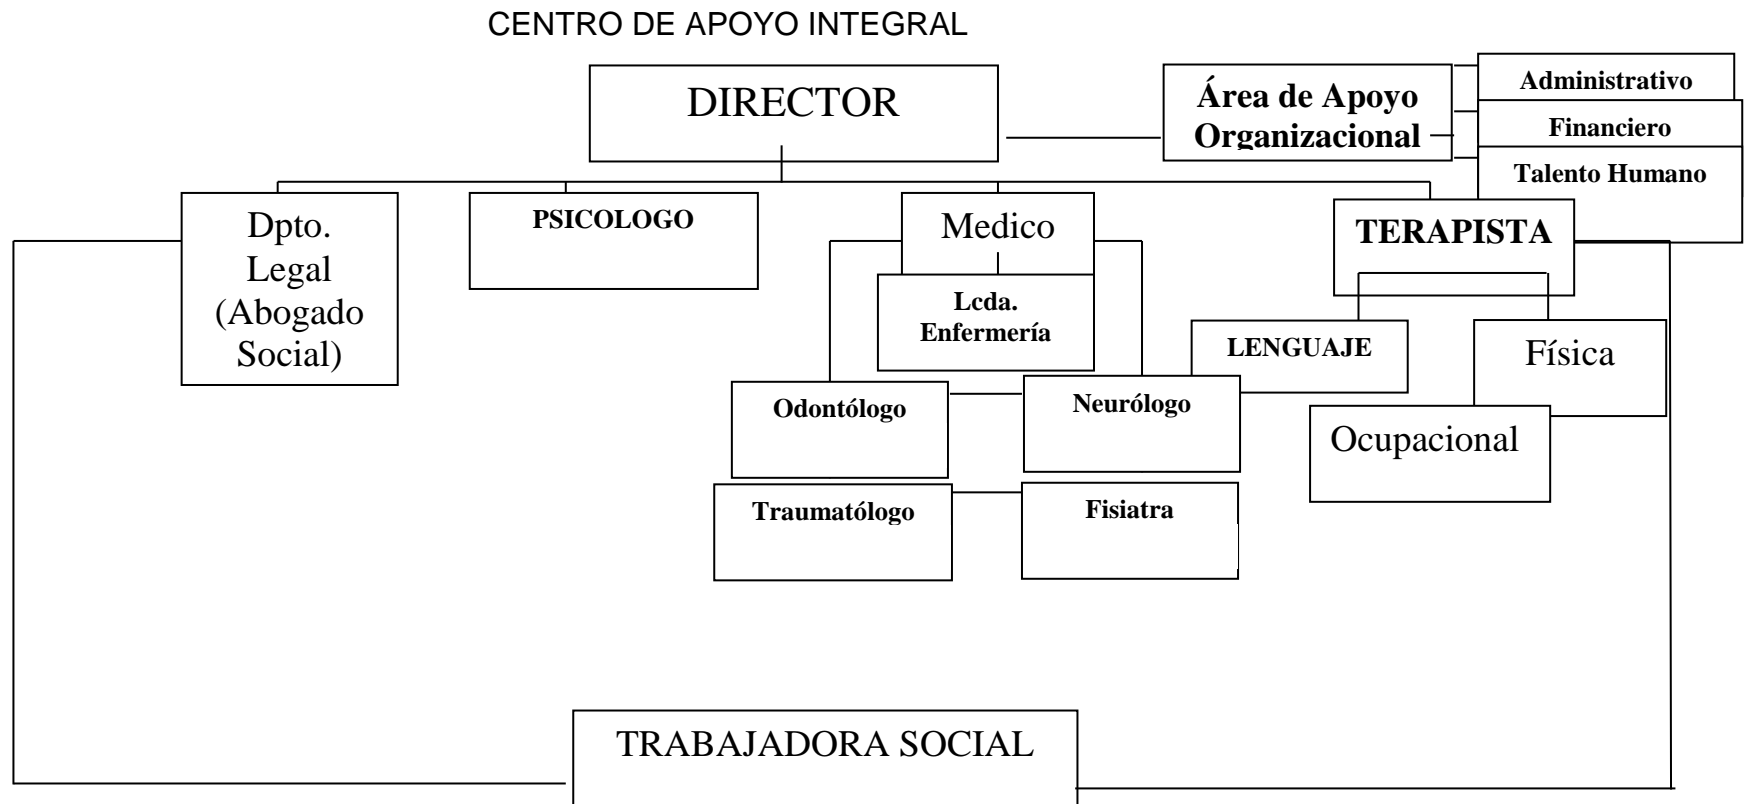 CENTRO DE APOYO INTEGRAL
DIRECTOR
Área de Apoyo
Organizacional
Administrativo
Financiero
Talento Humano
Dpto.
Legal
(Abogado
Social)
PSICOLOGO
Medico
TERAPISTA
Lcda.
Enfermería
LENGUAJE
Física
Odontólogo
Neurólogo
Ocupacional
Traumatólogo
Fisiatra
TRABAJADORA SOCIAL